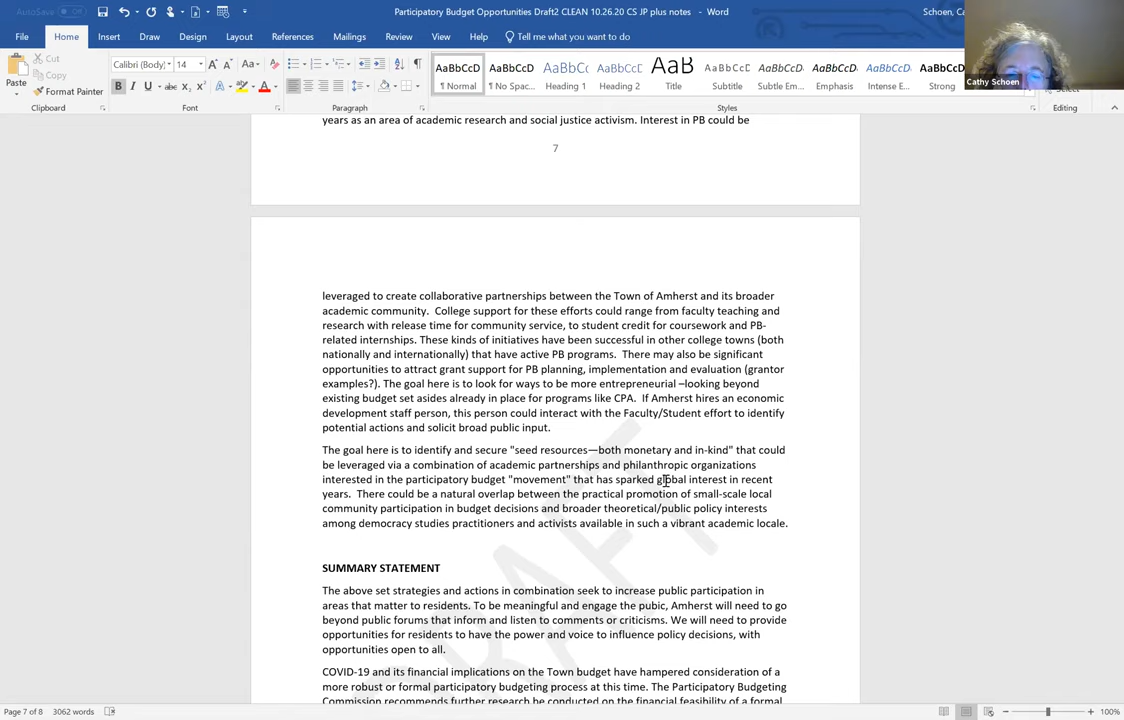 AutoSave
Off
Participatory Budget Opportunities Draft2 CLEAN 10.26.20 CS JP plus notes - Word
Schoen, Ca
File
Home
Insert
Draw
Design
Layout
References
Mailings
Review
View
Help
Tell me what you want to do
Cathy Schoen
Paste
Cut
Copy
Format Painter
Clipboard
Calibri (Body)
14
Font
Paragraph
AaBbCcD
¶ Normal
AaBbCcD
¶ No Spac...
AaBbCc
Heading 1
AaBbCcD
Heading 2
AaB
Title
AaBbCcD
Subtitle
AaBbCcD
Subtle Em...
AaBbCcD
Emphasis
AaBbCcD
Intense E...
AaBbCcD
Strong
Styles
Editing
years as an area of academic research and social justice activism. Interest in PB could be
7
leveraged to create collaborative partnerships between the Town of Amherst and its broader
academic community.  College support for these efforts could range from faculty teaching and
research with release time for community service, to student credit for coursework and PB-
related internships. These kinds of initiatives have been successful in other college towns (both
nationally and internationally) that have active PB programs.  There may also be significant
opportunities to attract grant support for PB planning, implementation and evaluation (grantor
examples?). The goal here is to look for ways to be more entrepreneurial –looking beyond
existing budget set asides already in place for programs like CPA.  If Amherst hires an economic
development staff person, this person could interact with the Faculty/Student effort to identify
potential actions and solicit broad public input.
The goal here is to identify and secure "seed resources—both monetary and in-kind" that could
be leveraged via a combination of academic partnerships and philanthropic organizations
interested in the participatory budget "movement" that has sparked global interest in recent
years.  There could be a natural overlap between the practical promotion of small-scale local
community participation in budget decisions and broader theoretical/public policy interests
among democracy studies practitioners and activists available in such a vibrant academic locale.
SUMMARY STATEMENT
The above set strategies and actions in combination seek to increase public participation in
areas that matter to residents. To be meaningful and engage the pubic, Amherst will need to go
beyond public forums that inform and listen to comments or criticisms. We will need to provide
opportunities for residents to have the power and voice to influence policy decisions, with
opportunities open to all.
COVID-19 and its financial implications on the Town budget have hampered consideration of a
more robust or formal participatory budgeting process at this time. The Participatory Budgeting
Commission recommends further research be conducted on the financial feasibility of a formal
DRAFT
Page 7 of 8
3062 words
100%